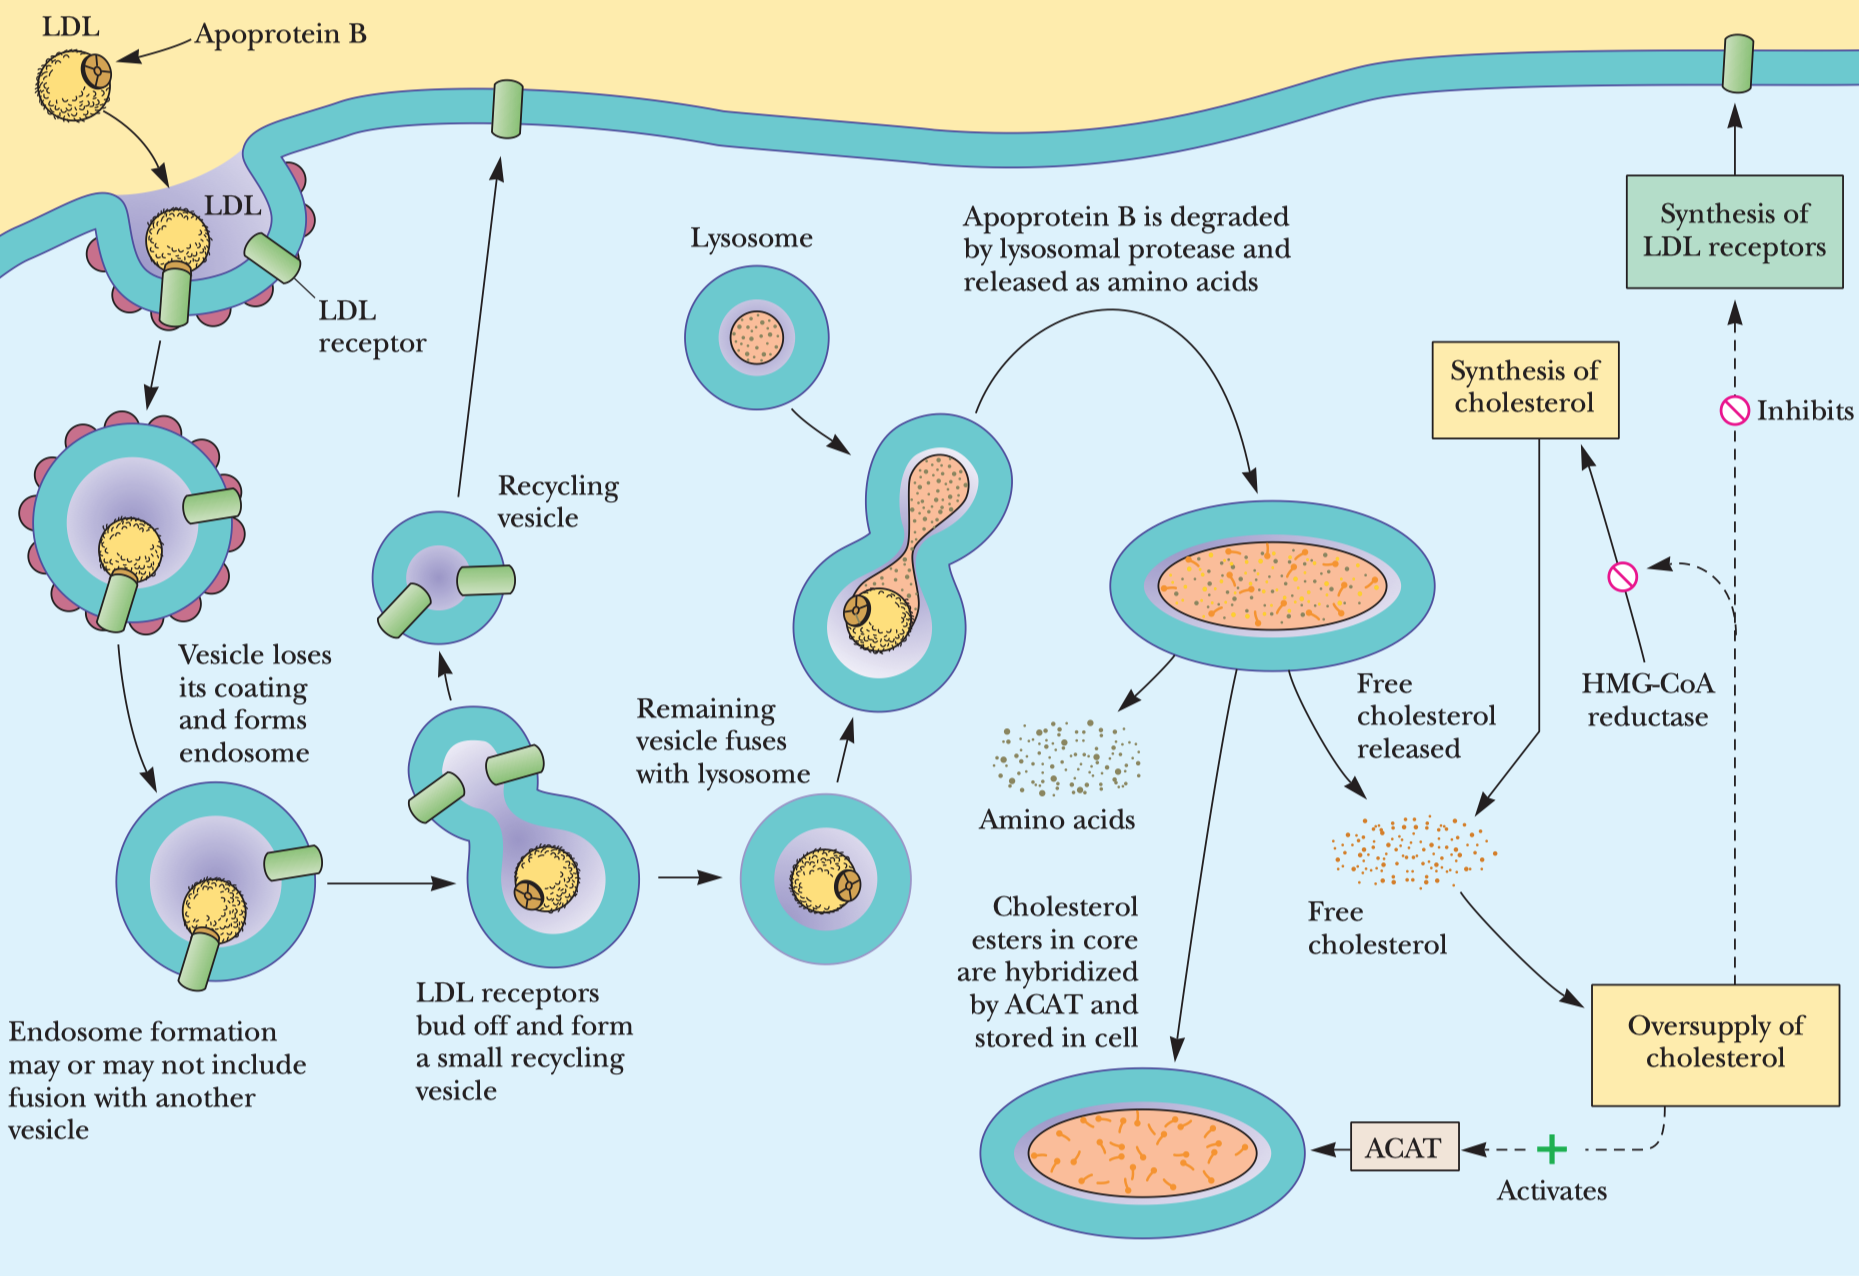 LDL
Apoprotein B
LDL
LDL
receptor
Lysosome
Apoprotein B is degraded
by lysosomal protease and
released as amino acids
Synthesis of
LDL receptors
Synthesis of
cholesterol
Inhibits
Recycling
vesicle
Vesicle loses
its coating
and forms
endosome
Remaining
vesicle fuses
with lysosome
Free
cholesterol
released
HMG-CoA
reductase
Amino acids
Cholesterol
esters in core
are hybridized
by ACAT and
stored in cell
Free
cholesterol
Endosome formation
may or may not include
fusion with another
vesicle
LDL receptors
bud off and form
a small recycling
vesicle
Oversupply of
cholesterol
ACAT
+
Activates